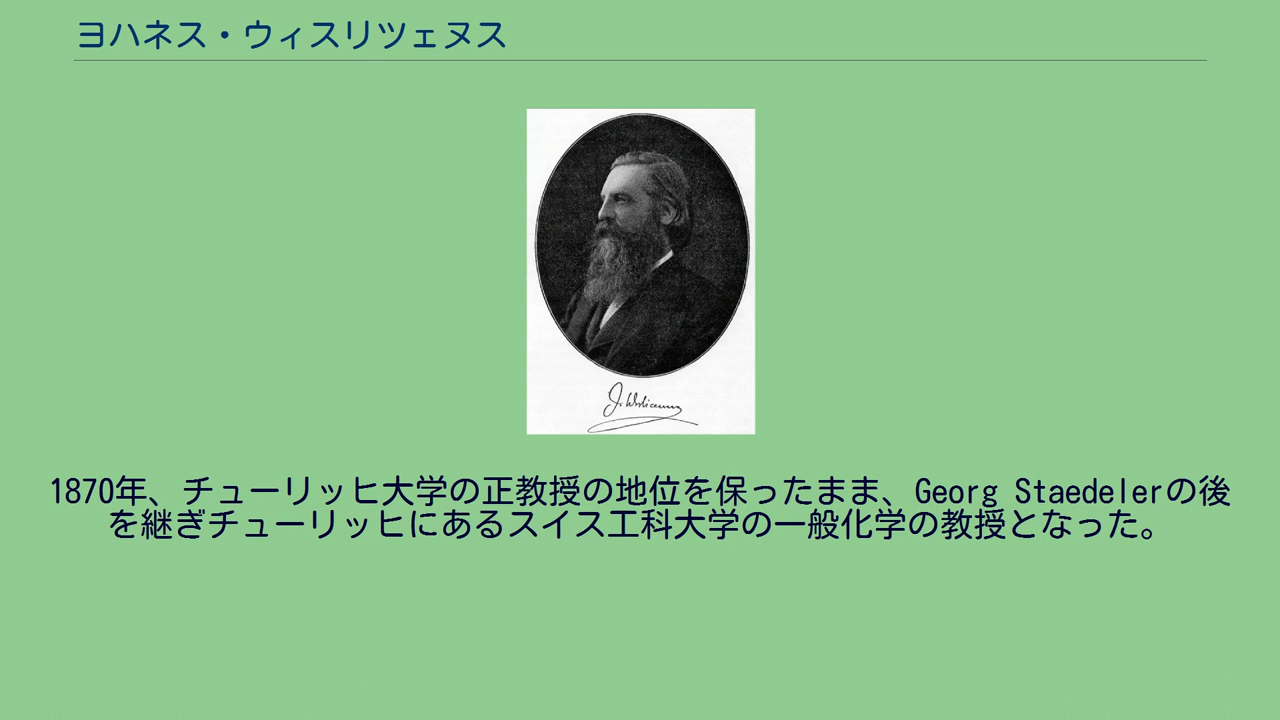 ヨハネス・ウィスリツェヌス
J. Wislicenus
1870年、チューリッヒ大学の正教授の地位を保ったまま、Georg Staedelerの後
を継ぎチューリッヒにあるスイス工科大学の一般化学の教授となった。